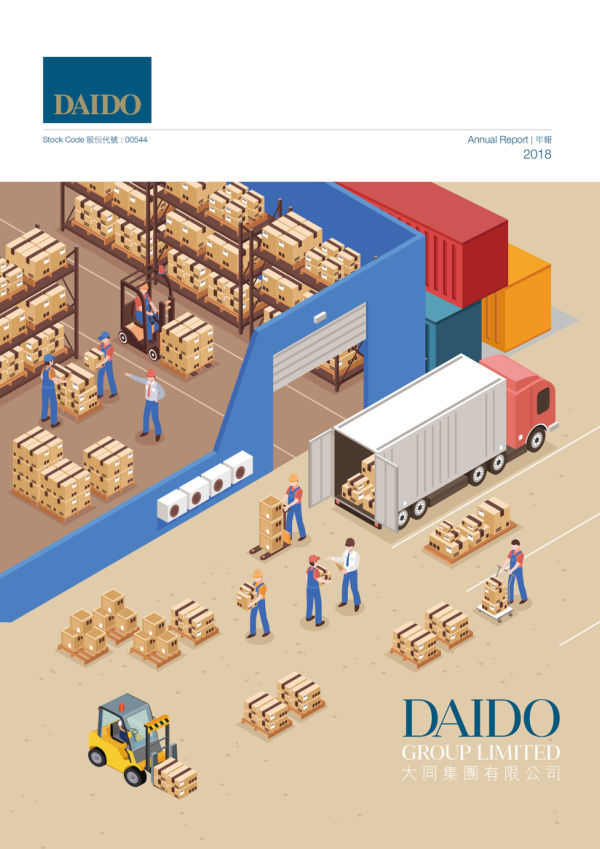 DAIDO
Stock Code 股份代號 : 00544
Annual Report | 年報
2018
DAIDO
GROUP LIMITED
大同集團有限公司